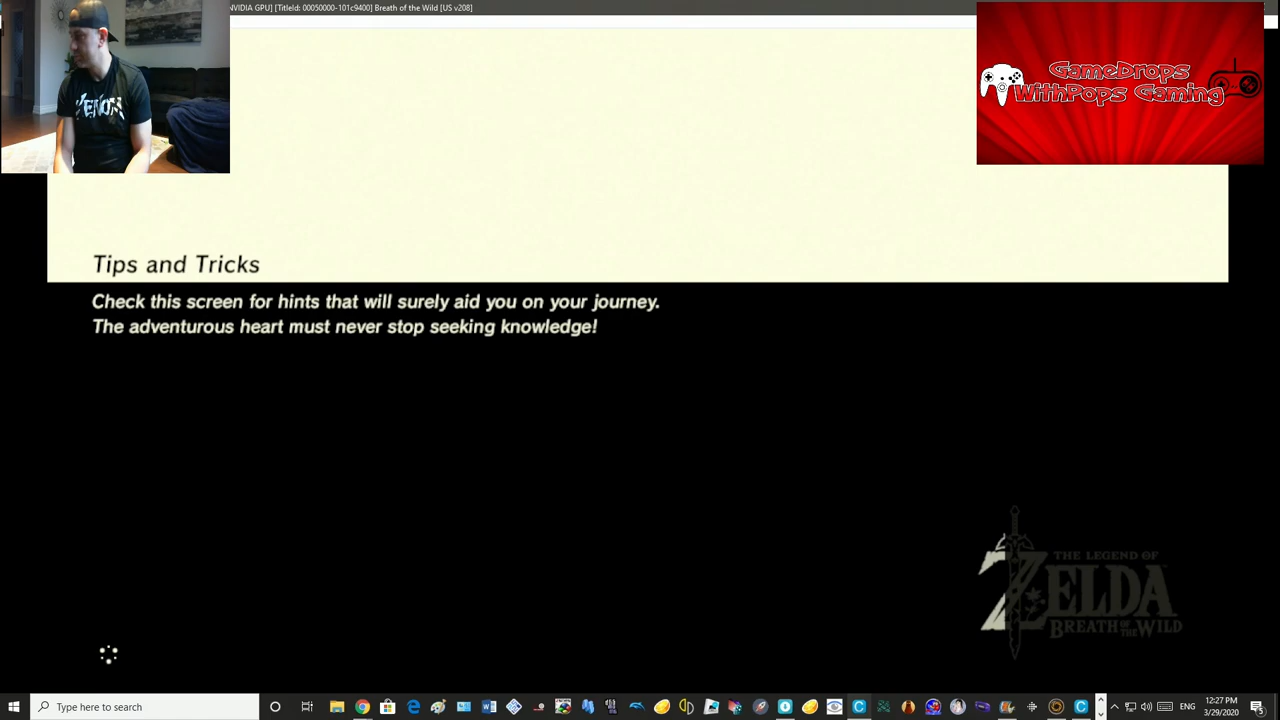 NVIDIA GPU] [TitleId: 00050000-101c9400] Breath of the Wild [US v208]
VENOM
GameDrops
WithPops Gaming
Tips and Tricks
Check this screen for hints that will surely aid you on your journey.
The adventurous heart must never stop seeking knowledge!
THE LEGEND OF
ZELDA
BREATH OF THE WILD
Type here to search
ENG
12:27 PM
3/29/2020